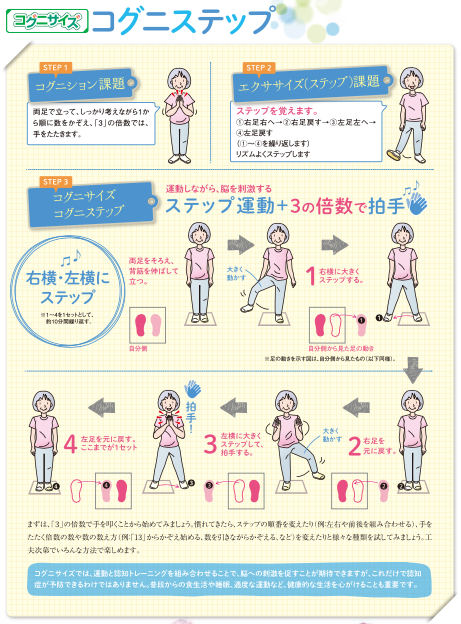 コグニサイズ コグニステップ
STEP 1
コグニション課題
両足で立って、しっかり考えながら1か
ら順に数をかぞえ、「3」の倍数では、
手をたたきます。
STEP 2
エクササイズ(ステップ)課題
ステップを覚えます。
①右足右へ→②右足戻す→③左足左へ→
④左足戻す
(①~④を繰り返します)
リズムよくステップします
STEP 3
コグニサイズ
コグニステップ
運動しながら、脳を刺激する
ステップ運動+3の倍数で拍手
右横・左横に
ステップ
※1~4を1セットとして、
約10分間繰り返す。
両足をそろえ、
背筋を伸ばして
立つ。
自分側
大きく
動かす
1 右横に大きく
ステップする。
自分側から見た足の動き
※足の動きを示す図は、自分側から見たもの(以下同様)。
4 左足を元に戻す。
ここまでが1セット
拍手!
3 左横に大きく
ステップして、
拍手する。
大きく
動かす
2 右足を
元に戻す。
まずは、「3」の倍数で手を叩くことから始めてみましょう。慣れてきたら、ステップの順番を変えたり(例:左右や前後を組み合わせる)、手を
たたく倍数の数や数の数え方(例:「13」からかぞえ始める、数を引きながらかぞえる、など)を変えたりと様々な種類を試してみましょう。工
夫次第でいろんな方法で楽しめます。
コグニサイズでは、運動と認知トレーニングを組み合わせることで、脳への刺激を促すことが期待できますが、これだけで認知
症が予防できるわけではありません。普段からの食生活や睡眠、適度な運動など、健康的な生活を心がけることも重要です。